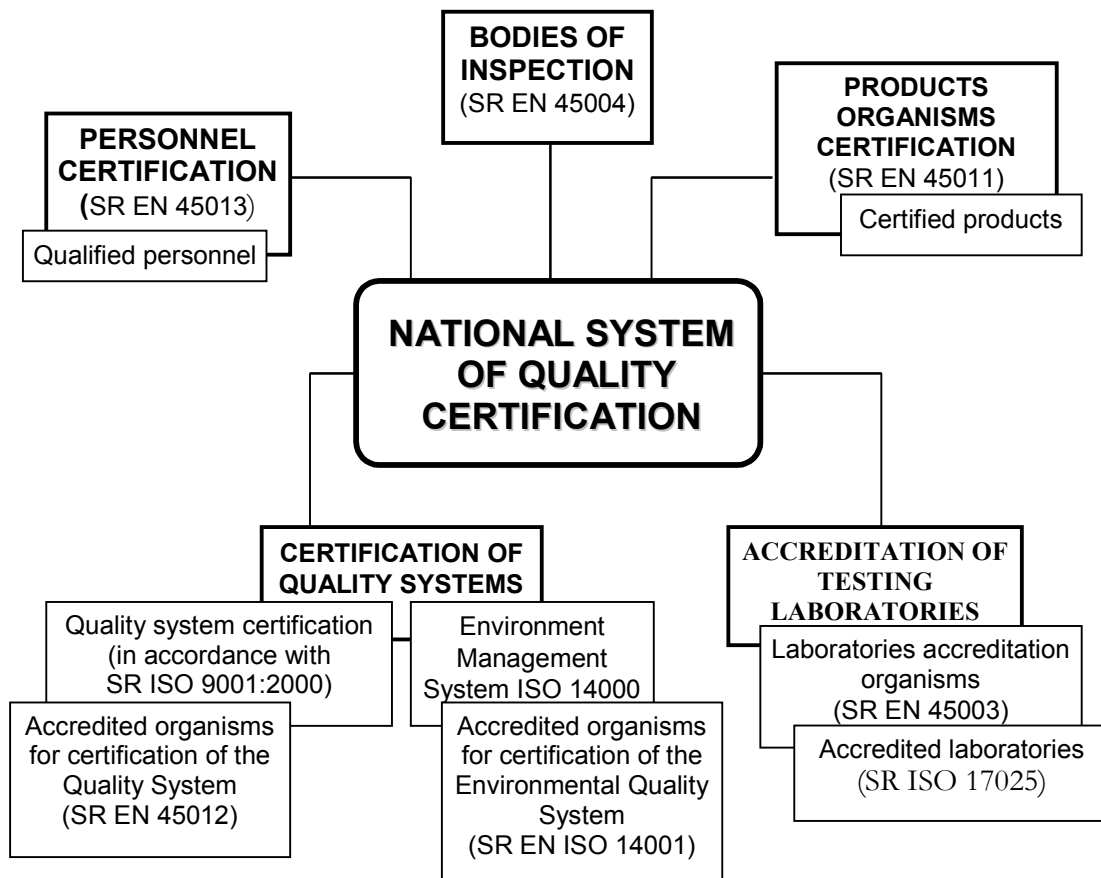 BODIES OF
INSPECTION
(SR EN 45004)
PERSONNEL
CERTIFICATION
(SR EN 45013)
Qualified personnel
PRODUCTS
ORGANISMS
CERTIFICATION
(SR EN 45011)
Certified products
NATIONAL SYSTEM
OF QUALITY
CERTIFICATION
CERTIFICATION OF
QUALITY SYSTEMS
Quality system certification
(in accordance with
SR ISO 9001:2000)
Accredited organisms
for certification of the
Quality System
(SR EN 45012)
Environment
Management
System ISO 14000
Accredited organisms
for certification of the
Environmental Quality
System
(SR EN ISO 14001)
ACCREDITATION OF
TESTING
LABORATORIES
Laboratories accreditation
organisms
(SR EN 45003)
Accredited laboratories
(SR ISO 17025)